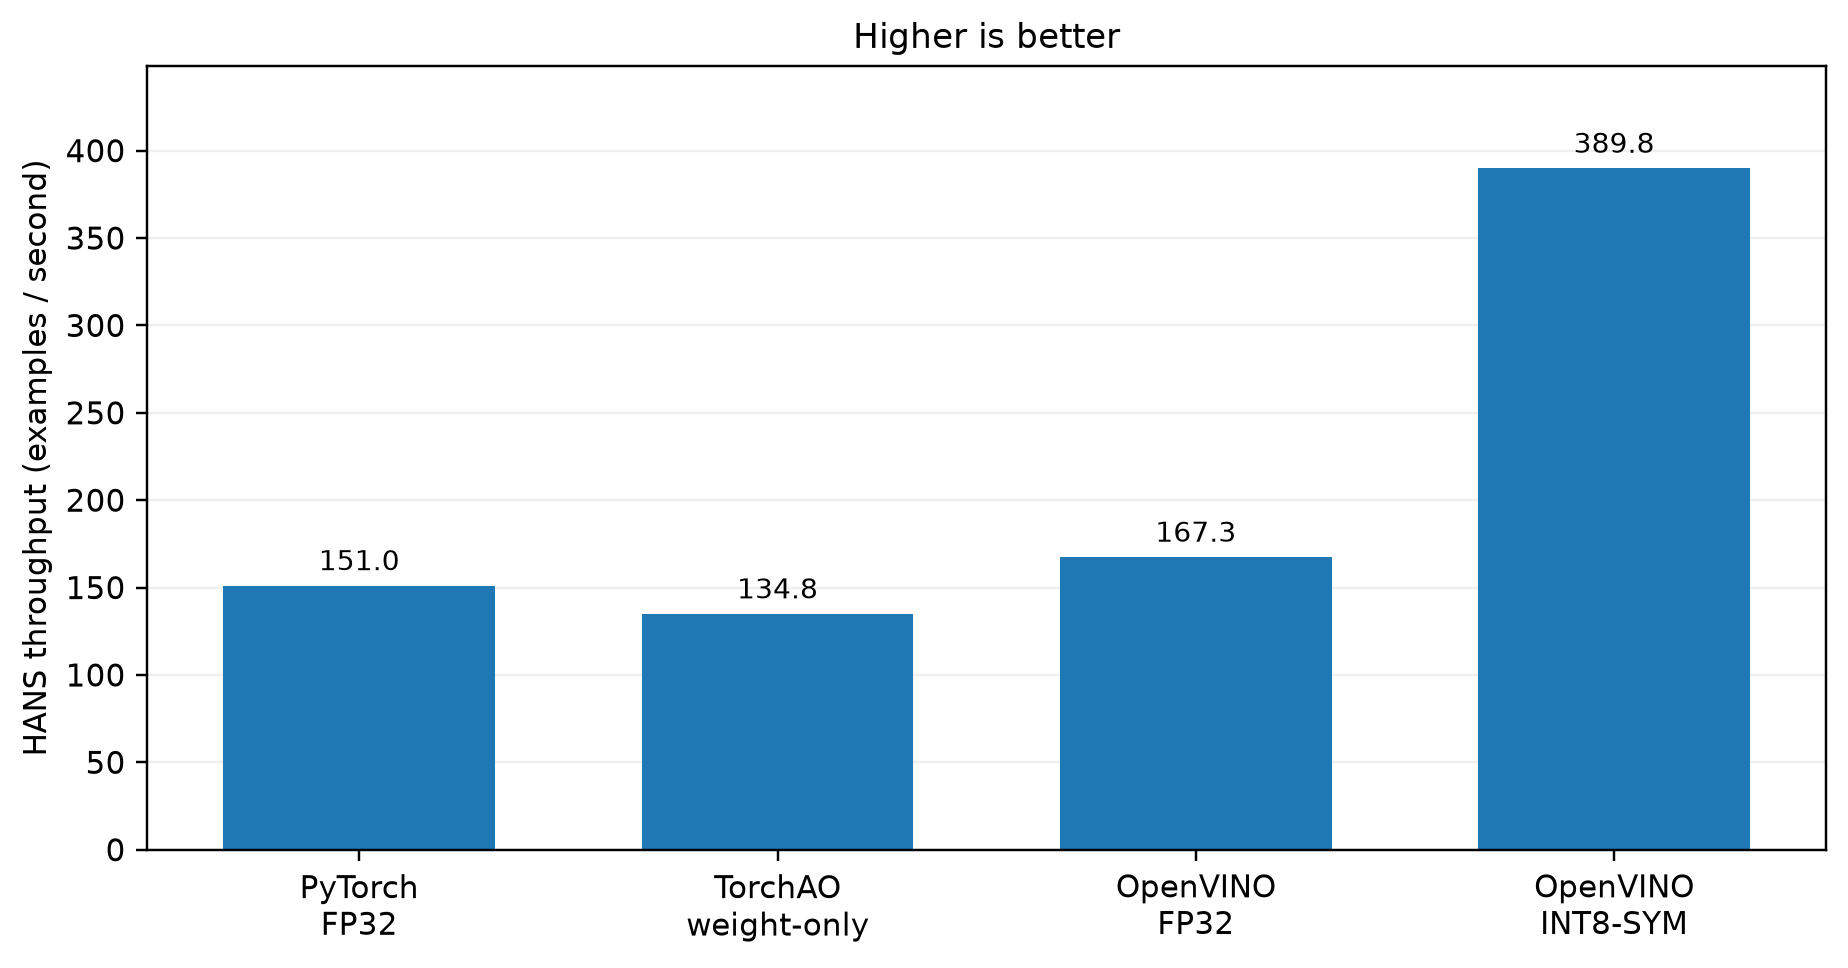 Higher is better
HANS throughput (examples / second)
400
350
300
250
200
150
100
50
0
151.0
134.8
167.3
389.8
PyTorch
FP32
TorchAO
weight-only
OpenVINO
FP32
OpenVINO
INT8-SYM